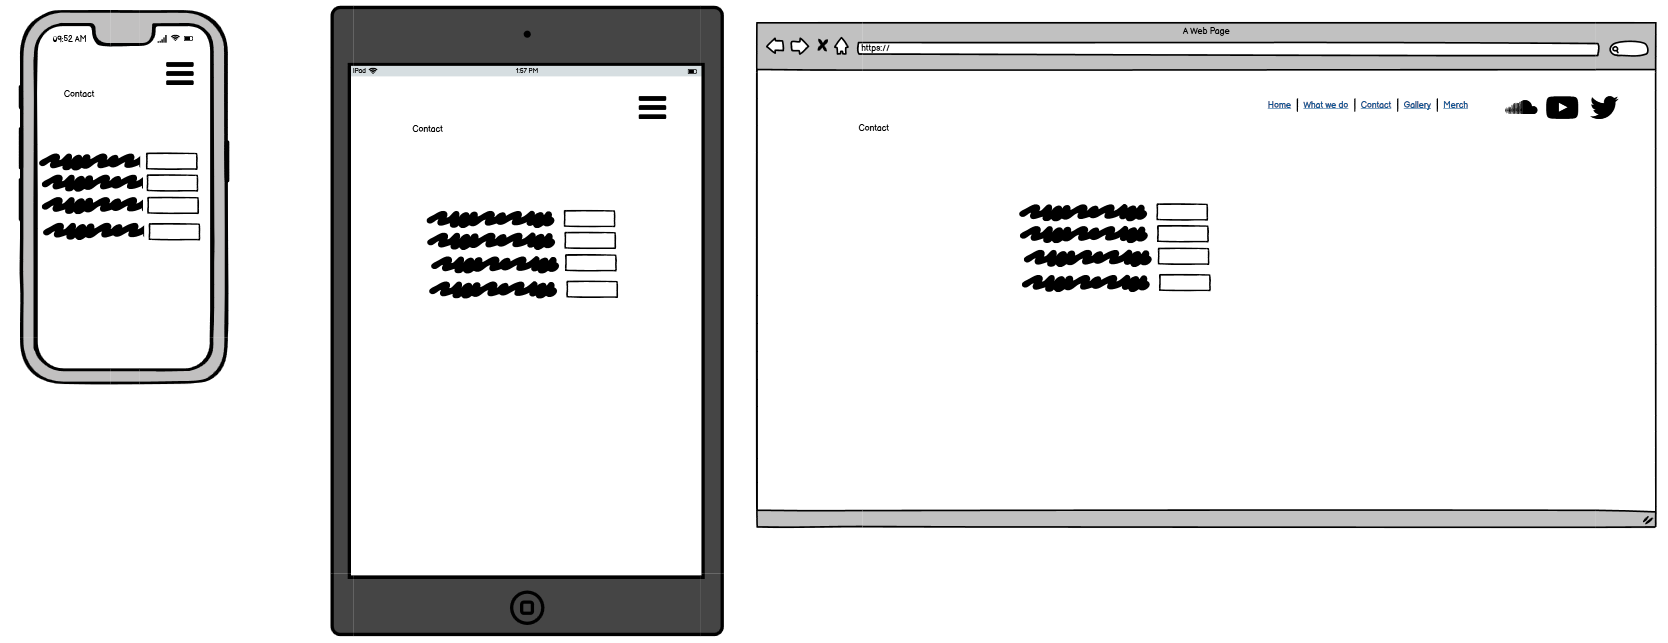 09:52 AM
Contact
iPod
1:57 PM
Contact
A Web Page
https://
Home | What we do | Contact | Gallery | Merch
Contact